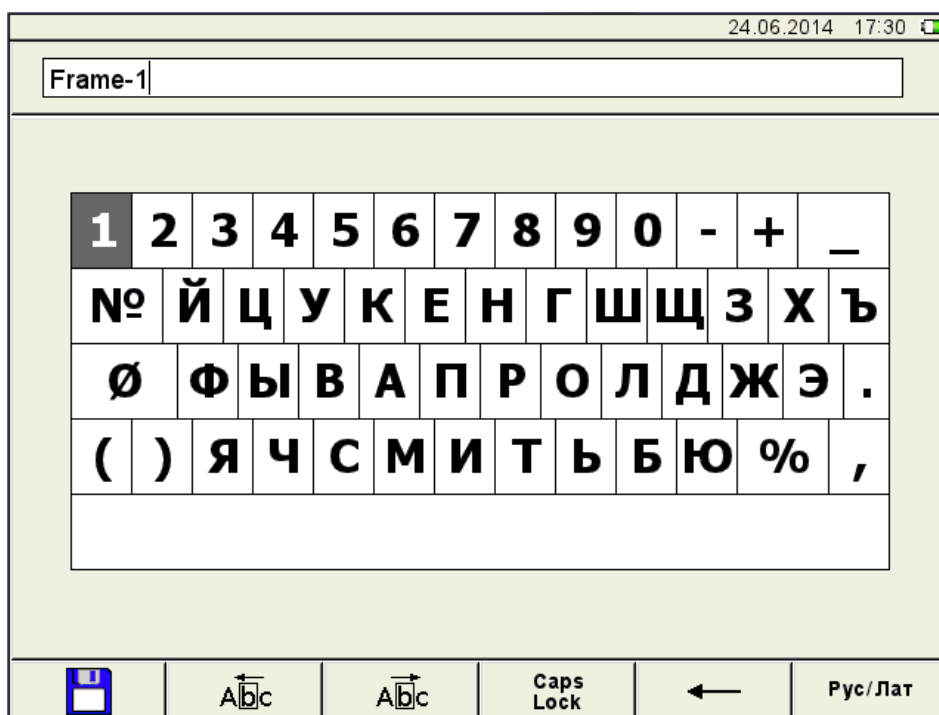 24.06.2014 17:30
Frame-1
1 2 3 4 5 6 7 8 9 0 - + _
№ Й Ц У К Е Н Г Ш Щ З Х Ъ
Ø Ф Ы В А П Р О Л Д Ж Э .
( ) Я Ч С М И Т Ь Б Ю % ,
Abc Abc Caps Lock ← Рус/Лат